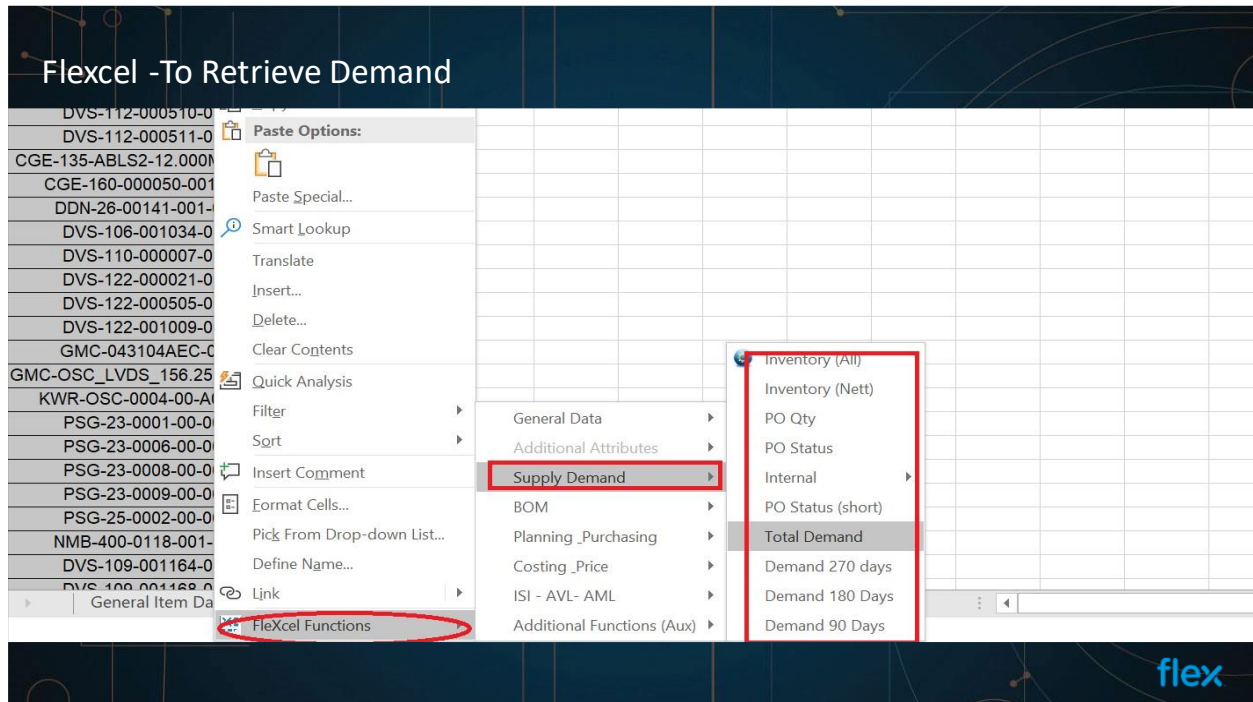 Flexcel -To Retrieve Demand
DVS-112-000510-0
DVS-112-000511-0
CGE-135-ABLS2-12.000M
CGE-160-000050-001
DDN-26-00141-001-
DVS-106-001034-0
DVS-110-000007-0
DVS-122-000021-0
DVS-122-000505-0
DVS-122-001009-0
GMC-043104AEC-0
GMC-OSC_LVDS_156.25
KWR-OSC-0004-00-A0
PSG-23-0001-00-0
PSG-23-0006-00-0
PSG-23-0008-00-0
PSG-23-0009-00-0
PSG-25-0002-00-0
NMB-400-0118-001-
DVS-109-001164-0
DVS-109-001168-0
General Item Da
Paste Options:
Paste Special...
Smart Lookup
Translate
Insert...
Delete...
Clear Contents
Quick Analysis
Filter
Sort
Insert Comment
Format Cells...
Pick From Drop-down List...
Define Name...
Link
FleXcel Functions
General Data
Additional Attributes
Supply Demand
BOM
Planning _Purchasing
Costing _Price
ISI - AVL- AML
Additional Functions (Aux)
Inventory (All)
Inventory (Nett)
PO Qty
PO Status
Internal
PO Status (short)
Total Demand
Demand 270 days
Demand 180 Days
Demand 90 Days
flex